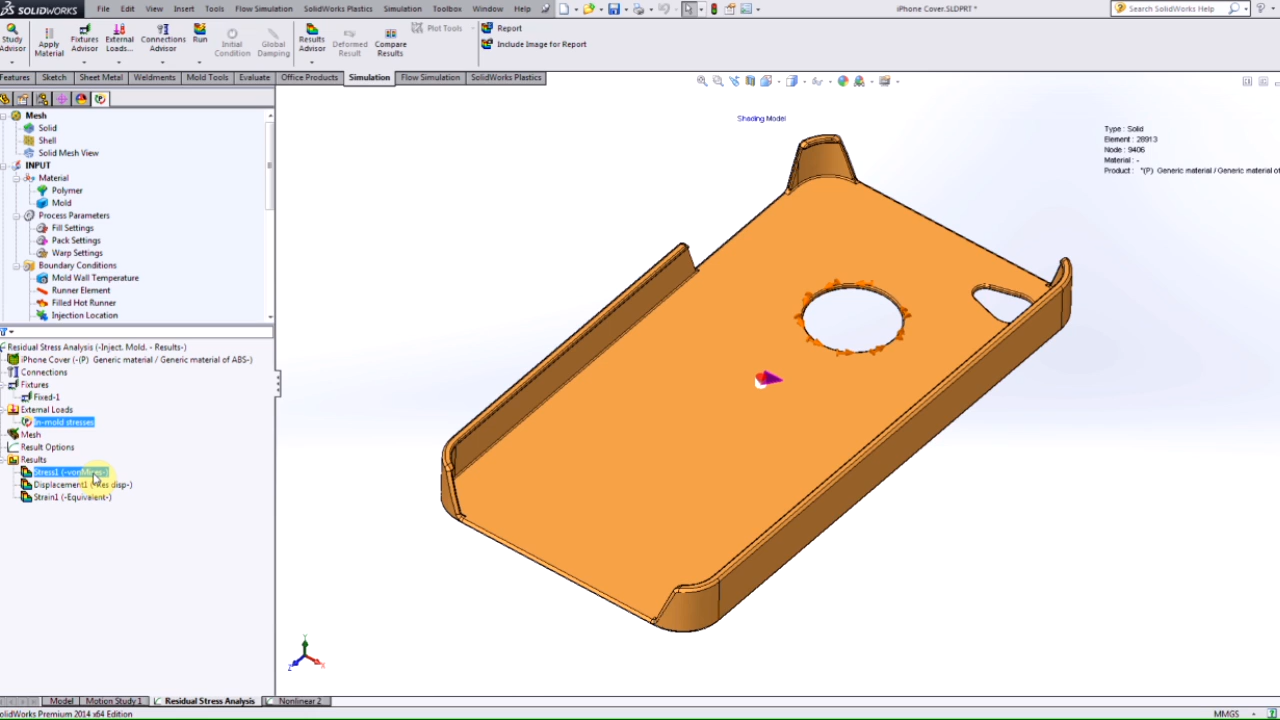 SOLIDWORKS File Edit View Insert Tools Flow Simulation SolidWorks Plastics Simulation Toolbox Window Help iPhone Cover.SLDPRT * Search SolidWorks Help
Study Advisor
Apply Material
Fixtures Advisor
External Loads...
Connections Advisor
Run
Initial Condition
Global Damping
Results Advisor
Deformed Result
Compare Results
Plot Tools
Report
Include Image for Report
Features Sketch Sheet Metal Weldments Mold Tools Evaluate Office Products Simulation Flow Simulation SolidWorks Plastics
Mesh
Solid
Shell
Solid Mesh View
INPUT
Material
Polymer
Mold
Process Parameters
Fill Settings
Pack Settings
Warp Settings
Boundary Conditions
Mold Wall Temperature
Runner Element
Filled Hot Runner
Injection Location
Shading Model
Type : Solid
Element : 28913
Node : 9406
Material : -
Product : "(P) Generic material / Generic material of
Residual Stress Analysis (-Inject. Mold. - Results-)
iPhone Cover (-(P) Generic material / Generic material of ABS-)
Connections
Fixtures
Fixed-1
External Loads
In-mold stresses
Mesh
Result Options
Results
Stress1 (-vonMises-)
Displacement1 (-Res disp-)
Strain1 (-Equivalent-)
Y
Z X
Model Motion Study 1 Residual Stress Analysis Nonlinear 2
olidWorks Premium 2014 x64 Edition MMGS